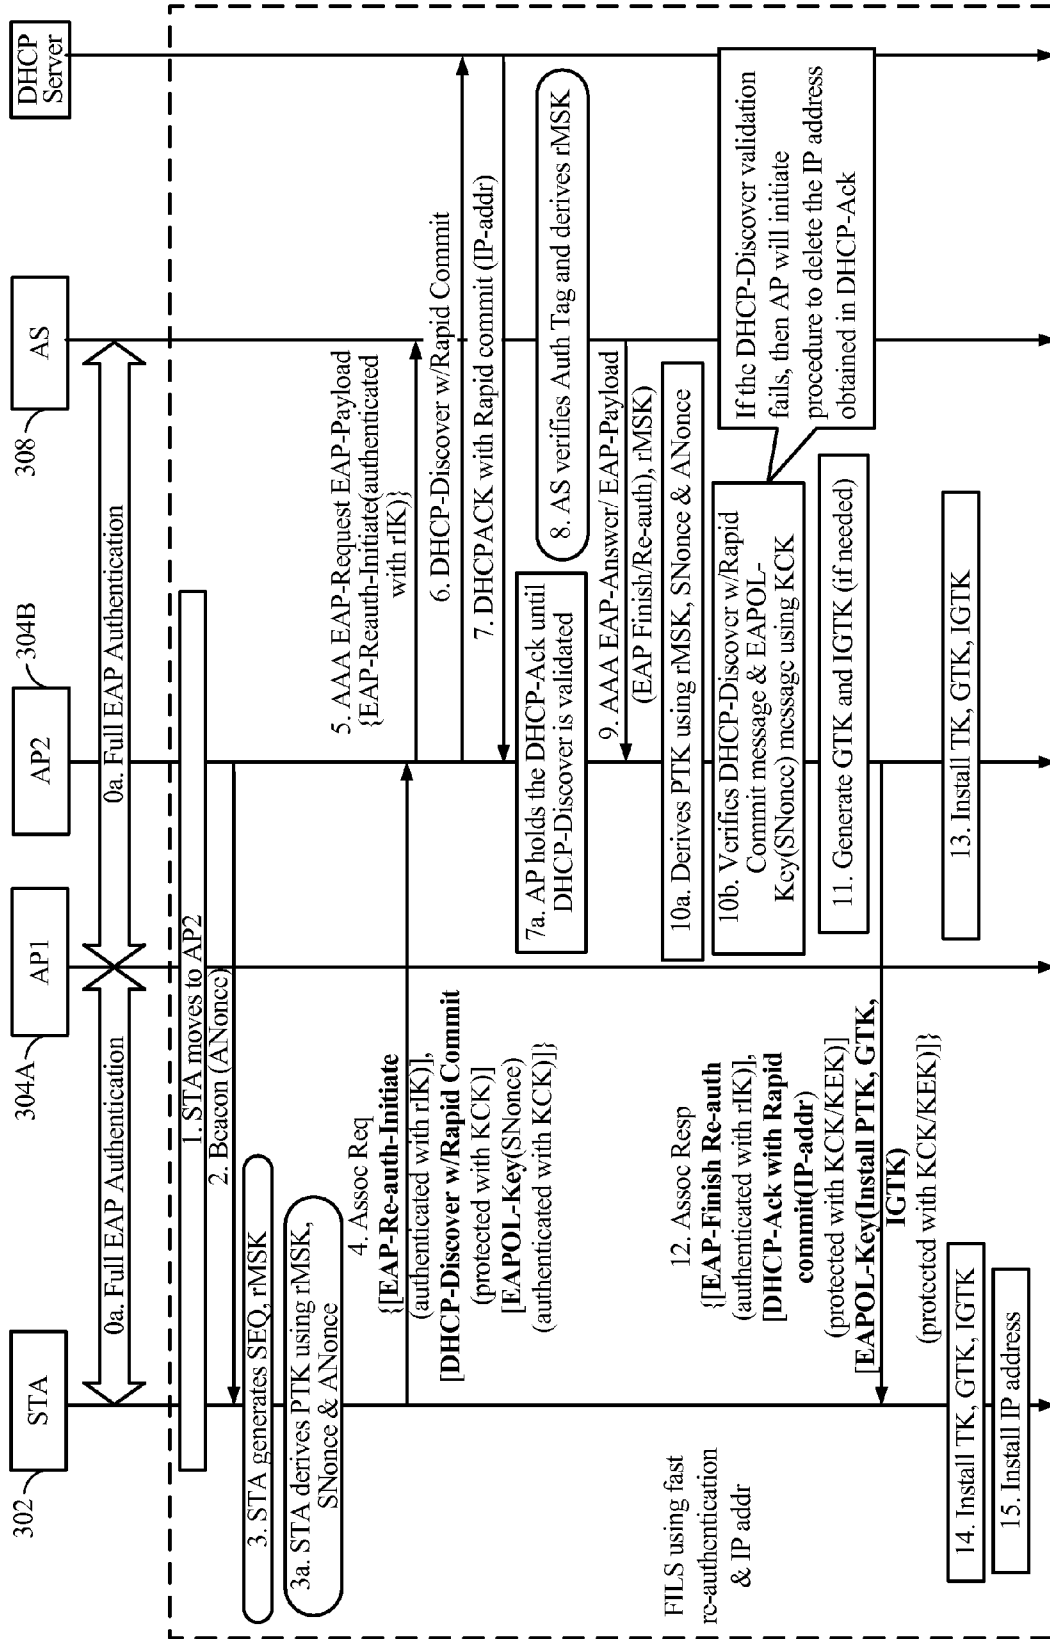 302
STA
304A
AP1
AP2
304B
308
AS
DHCP
Server
0a. Full EAP Authentication
0a. Full EAP Authentication
1. STA moves to AP2
2. Beacon (ANonce)
3. STA generates SEQ, rMSK
3a. STA derives PTK using rMSK,
SNonce & ANonce
4. Assoc Req
{[EAP-Re-auth-Initiate
(authenticated with rIK)],
[DHCP-Discover w/Rapid Commit
(protected with KCK)]
[EAPOL-Key(SNonce)
(authenticated with KCK)]}
5. AAA EAP-Request EAP-Payload
{EAP-Reauth-Initiate(authenticated
with rIK)}
6. DHCP-Discover w/Rapid Commit
7. DHCPACK with Rapid commit (IP-addr)
7a. AP holds the DHCP-Ack until
DHCP-Discover is validated
8. AS verifies Auth Tag and derives rMSK
9. AAA EAP-Answer/ EAP-Payload
(EAP Finish/Re-auth), rMSK)
10a. Derives PTK using rMSK, SNonce & ANonce
10b. Verifies DHCP-Discover w/Rapid
Commit message & EAPOL-
Key(SNonce) message using KCK
If the DHCP-Discover validation
fails, then AP will initiate
procedure to delete the IP address
obtained in DHCP-Ack
11. Generate GTK and IGTK (if needed)
12. Assoc Resp
{[EAP-Finish Re-auth
(authenticated with rIK)],
[DHCP-Ack with Rapid
commit(IP-addr)
(protected with KCK/KEK)]
[EAPOL-Key(Install PTK, GTK,
IGTK)
(protected with KCK/KEK)]}
FILS using fast
re-authentication
& IP addr
13. Install TK, GTK, IGTK
14. Install TK, GTK, IGTK
15. Install IP address